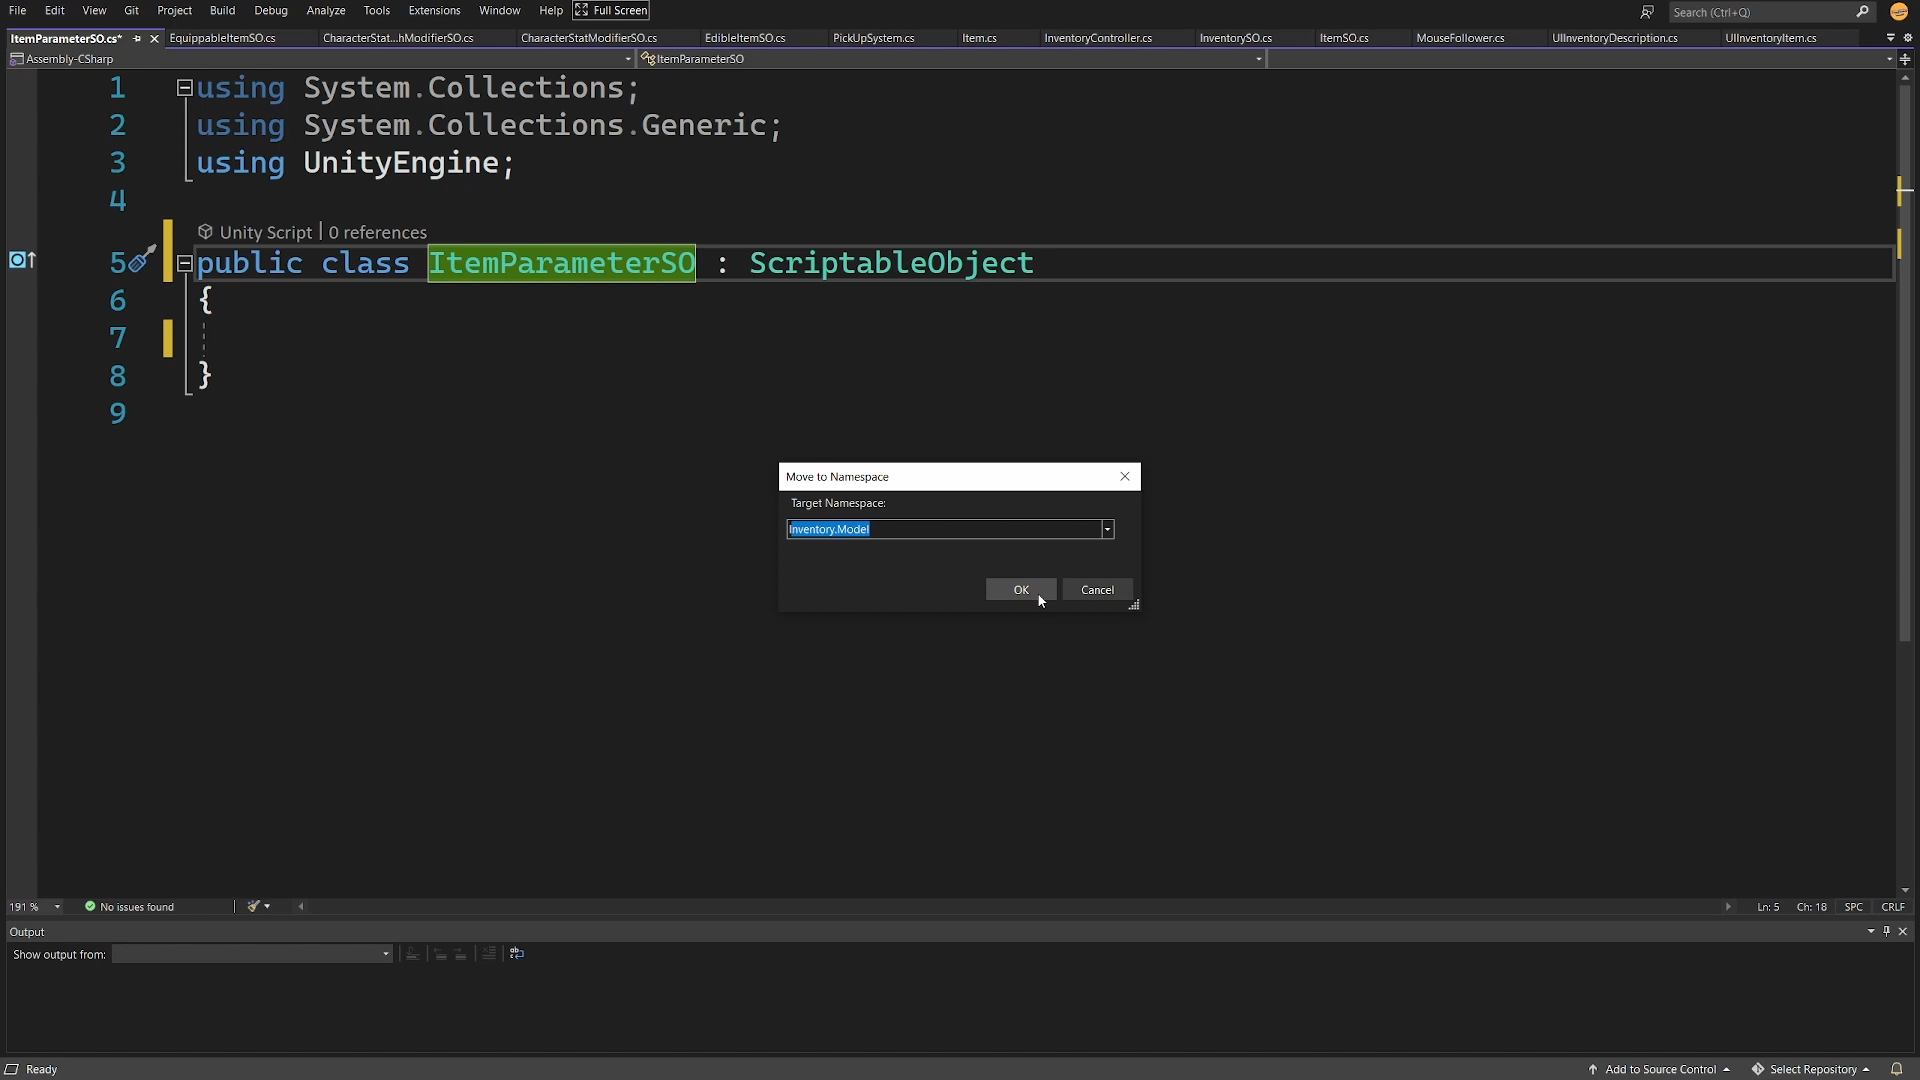 File Edit View Git Project Build Debug Analyze Tools Extensions Window Help Full Screen Search (Ctrl+Q)
ItemParameterSO.cs* EquippableItemSO.cs CharacterStat...hModifierSO.cs CharacterStatModifierSO.cs EdibleItemSO.cs PickUpSystem.cs Item.cs InventoryController.cs InventorySO.cs ItemSO.cs MouseFollower.cs UIInventoryDescription.cs UIInventoryItem.cs
Assembly-CSharp ItemParameterSO
1 using System.Collections;
2 using System.Collections.Generic;
3 using UnityEngine;
4
Unity Script | 0 references
5 public class ItemParameterSO : ScriptableObject
6 {
7
8 }
9
Move to Namespace
Target Namespace:
Inventory.Model
OK Cancel
191 % No issues found Ln: 5 Ch: 18 SPC CRLF
Output
Show output from:
Ready Add to Source Control Select Repository